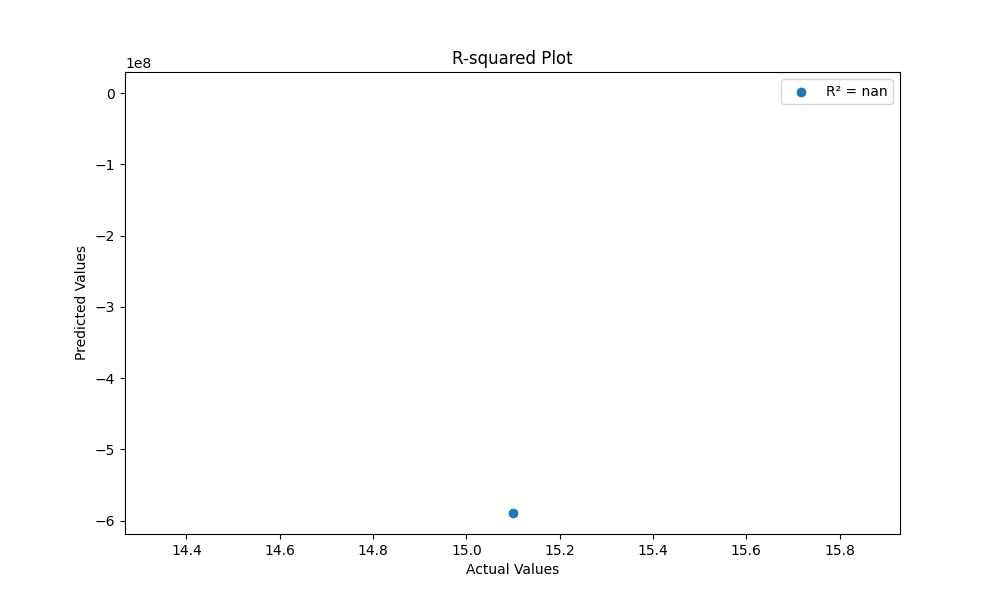 R-squared Plot
1e8
R² = nan
0
−1
−2
−3
−4
−5
−6
Predicted Values
14.4 14.6 14.8 15.0 15.2 15.4 15.6 15.8
Actual Values